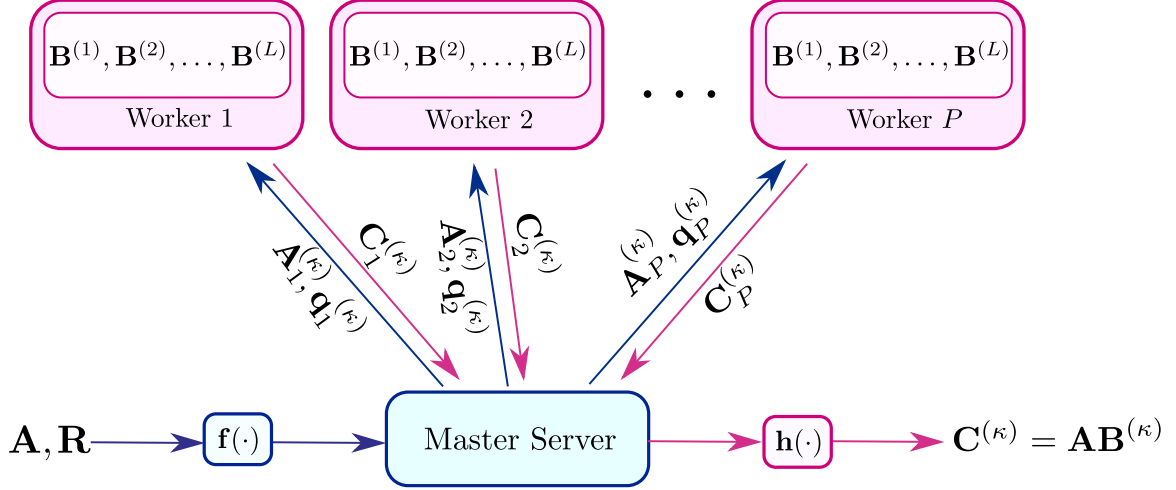 B^(1), B^(2), ..., B^(L)
Worker 1
B^(1), B^(2), ..., B^(L)
Worker 2
. . .
B^(1), B^(2), ..., B^(L)
Worker P
A_1^(κ), q_1^(κ)
C_1^(κ)
A_2^(κ), q_2^(κ)
C_2^(κ)
A_P^(κ), q_P^(κ)
C_P^(κ)
A, R
f(·)
Master Server
h(·)
C^(κ) = AB^(κ)